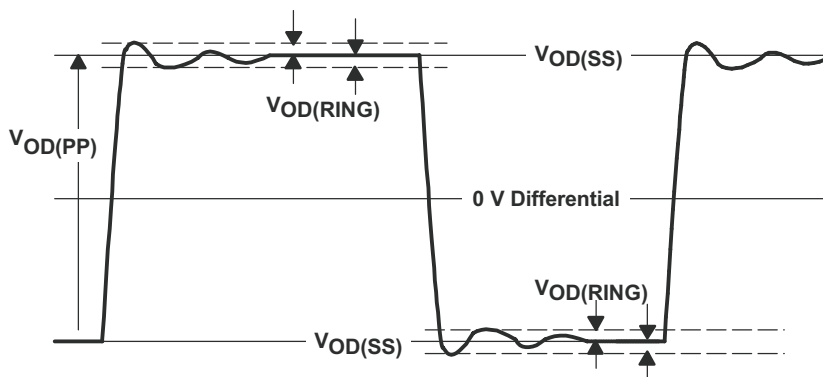 VOD(SS)
VOD(RING)
VOD(PP)
0 V Differential
VOD(RING)
VOD(SS)